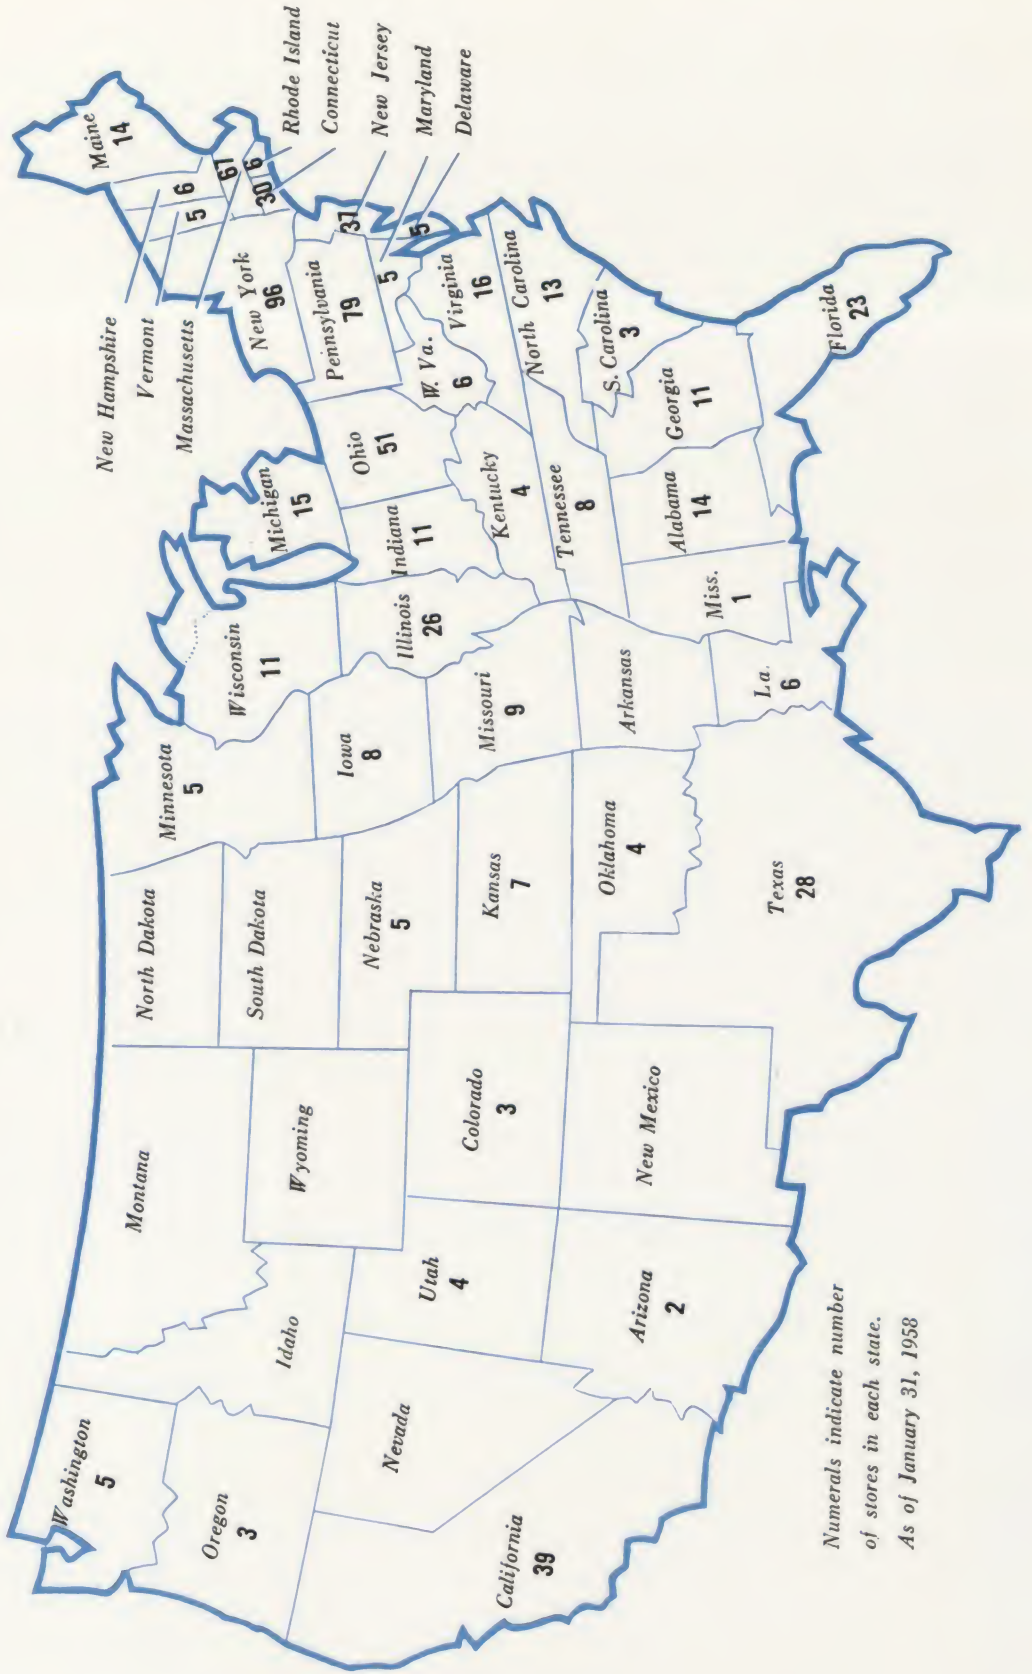 Washington
5
Oregon
3
California
39
Nevada
Idaho
Montana
Wyoming
Utah
4
Arizona
2
Colorado
3
New Mexico
North Dakota
South Dakota
Nebraska
5
Kansas
7
Oklahoma
4
Texas
28
Minnesota
5
Iowa
8
Missouri
9
Arkansas
La.
6
Wisconsin
11
Illinois
26
Michigan
15
Indiana
11
Ohio
51
Kentucky
4
Tennessee
8
Miss.
1
Alabama
14
Georgia
11
Florida
23
S. Carolina
3
North Carolina
13
Virginia
16
W. Va.
6
Pennsylvania
79
New York
96
New Hampshire
6
Vermont
5
Massachusetts
67
Maine
14
Rhode Island
6
Connecticut
30
New Jersey
37
Maryland
5
Delaware
5
Numerals indicate number
of stores in each state.
As of January 31, 1958